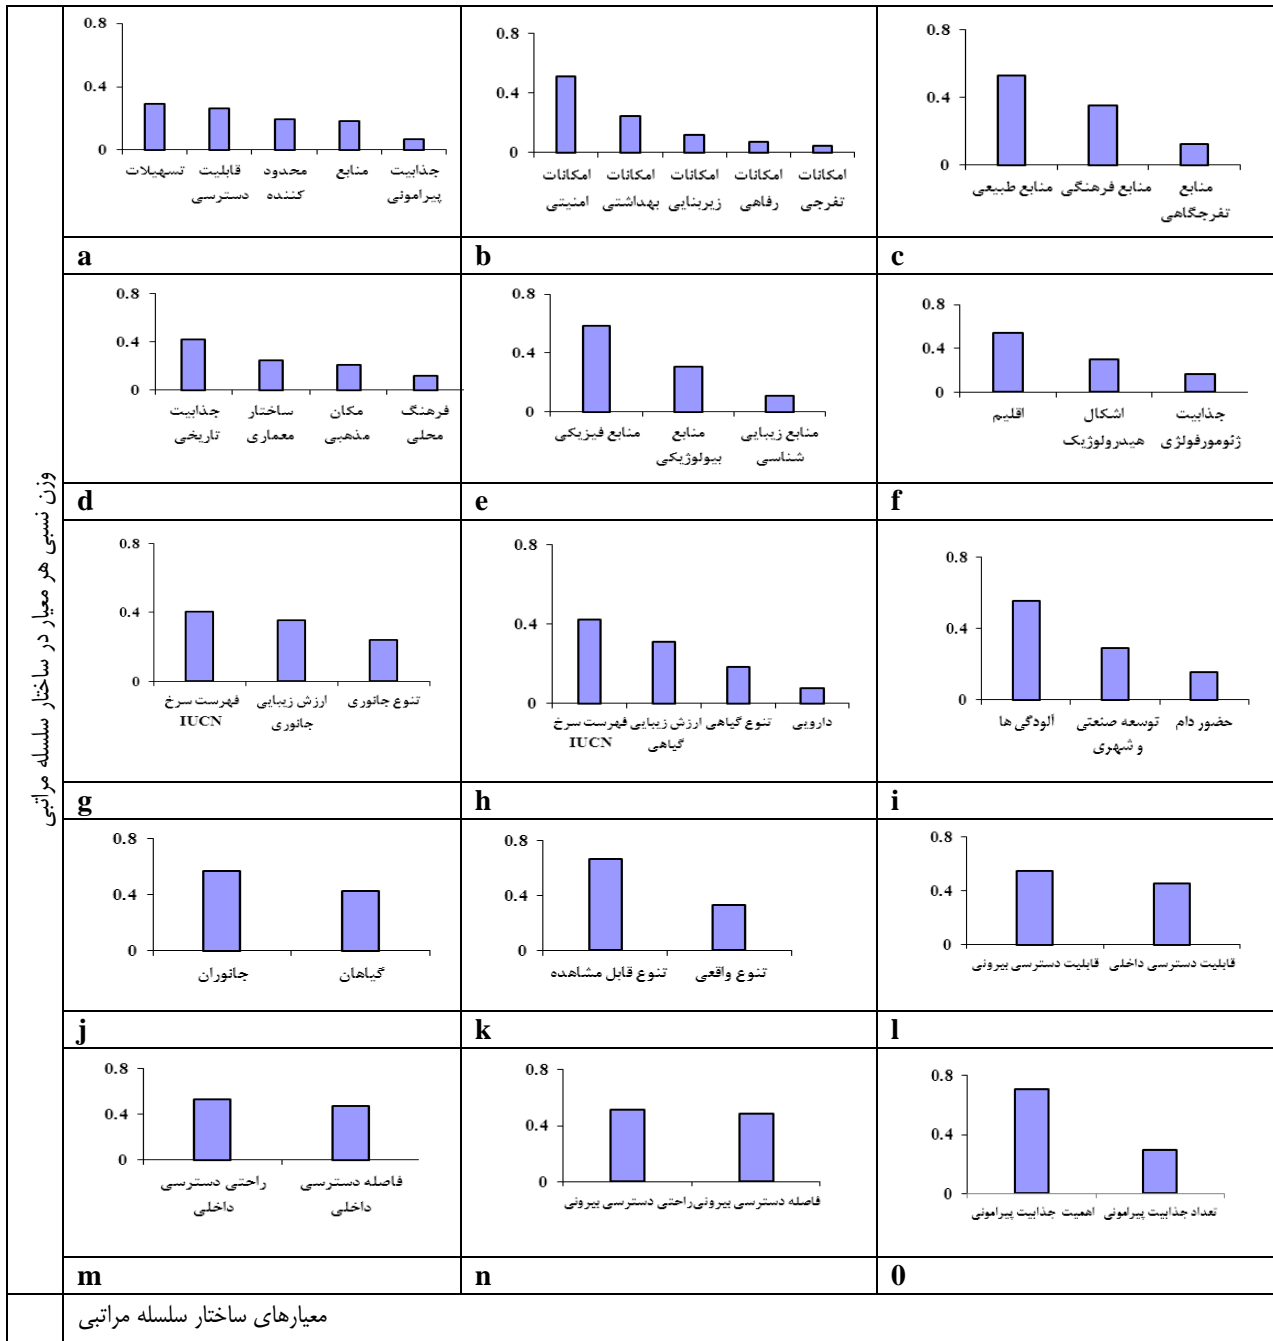 وزن نسبی هر معیار در ساختار سلسله مراتبی
0.8
0.4
0
تسهیلات
قابلیت
دسترسی
محدود
کننده
منابع
جذابیت
پیرامونی
a
0.8
0.4
0
امکانات
امنیتی
امکانات
بهداشتی
امکانات
زیربنایی
امکانات
رفاهی
امکانات
تفرجی
b
0.8
0.4
0
منابع طبیعی
منابع فرهنگی
منابع
تفرجگاهی
c
0.8
0.4
0
جذابیت
تاریخی
ساختار
معماری
مکان
مذهبی
فرهنگ
محلی
d
0.8
0.4
0
منابع فیزیکی
منابع
بیولوژیکی
منابع زیبایی
شناسی
e
0.8
0.4
0
اقلیم
اشکال
هیدرولوژیک
جذابیت
ژئومورفولژی
f
0.8
0.4
0
فهرست سرخ
IUCN
ارزش زیبایی
جانوری
تنوع جانوری
g
0.8
0.4
0
فهرست سرخ
IUCN
ارزش زیبایی
گیاهی
تنوع گیاهی
دارویی
h
0.8
0.4
0
آلودگی ها
توسعه صنعتی
و شهری
حضور دام
i
0.8
0.4
0
جانوران
گیاهان
j
0.8
0.4
0
تنوع قابل مشاهده
تنوع واقعی
k
0.8
0.4
0
قابلیت دسترسی بیرونی
قابلیت دسترسی داخلی
l
0.8
0.4
0
راحتی دسترسی
داخلی
فاصله دسترسی
داخلی
m
0.8
0.4
0
راحتی دسترسی بیرونی
فاصله دسترسی بیرونی
n
0.8
0.4
0
اهمیت جذابیت پیرامونی
تعداد جذابیت پیرامونی
0
معیارهای ساختار سلسله مراتبی